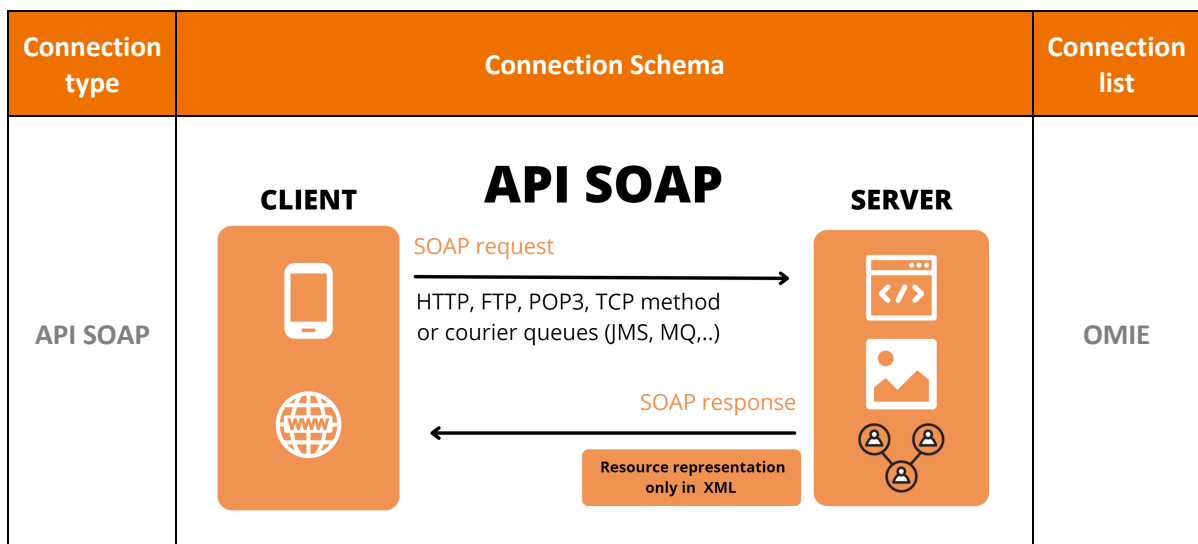 Connection type
Connection Schema
Connection list
API SOAP
API SOAP
CLIENT
SERVER
SOAP request
HTTP, FTP, POP3, TCP method
or courier queues (JMS, MQ,..)
WWW
SOAP response
Resource representation
only in XML
OMIE